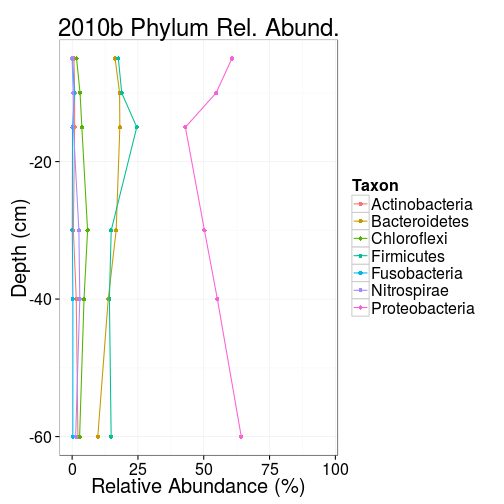 2010b Phylum Rel. Abund.
Depth (cm)
-20
-40
-60
0 25 50 75 100
Relative Abundance (%)
Taxon
Actinobacteria
Bacteroidetes
Chloroflexi
Firmicutes
Fusobacteria
Nitrospirae
Proteobacteria